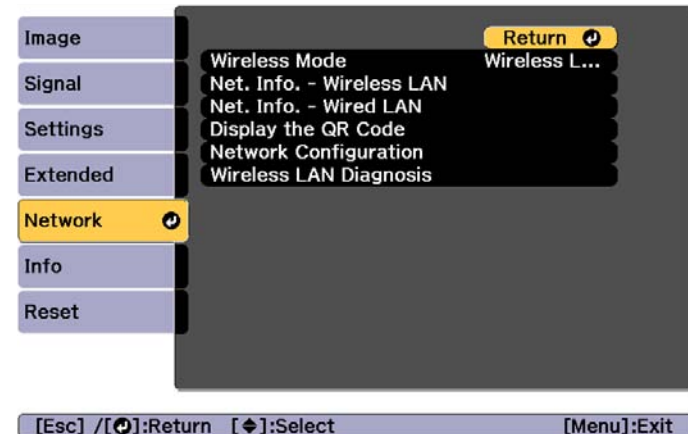 Image
Signal
Settings
Extended
Network
Info
Reset
Return
Wireless Mode Wireless L...
Net. Info. - Wireless LAN
Net. Info. - Wired LAN
Display the QR Code
Network Configuration
Wireless LAN Diagnosis
[Esc] /[⏎]:Return [◆]:Select [Menu]:Exit